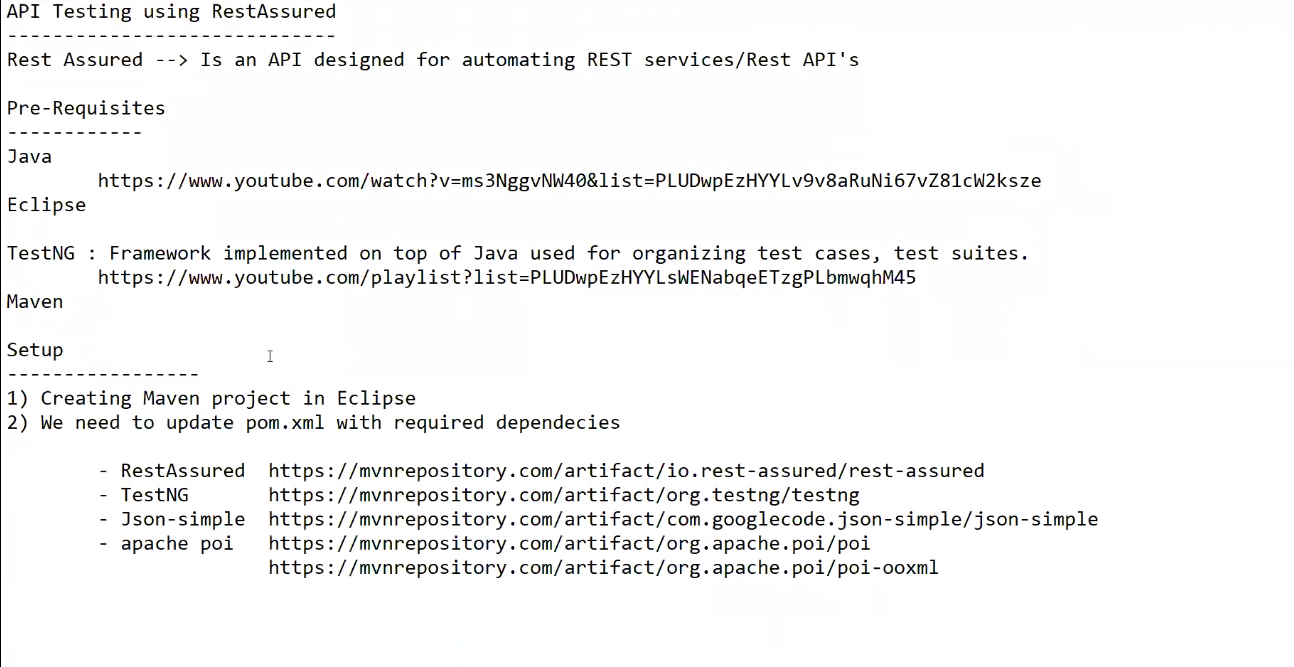 API Testing using RestAssured
-----------------------------
Rest Assured --> Is an API designed for automating REST services/Rest API's
Pre-Requisites
------------
Java
https://www.youtube.com/watch?v=ms3NggvNW40&list=PLUDwpEzHYYLv9v8aRuNi67vZ81cW2ksze
Eclipse
TestNG : Framework implemented on top of Java used for organizing test cases, test suites.
https://www.youtube.com/playlist?list=PLUDwpEzHYYLsWENabqeETzgPLbmwqhM45
Maven
Setup
-----------------
1) Creating Maven project in Eclipse
2) We need to update pom.xml with required dependecies
- RestAssured https://mvnrepository.com/artifact/io.rest-assured/rest-assured
- TestNG https://mvnrepository.com/artifact/org.testng/testng
- Json-simple https://mvnrepository.com/artifact/com.googlecode.json-simple/json-simple
- apache poi https://mvnrepository.com/artifact/org.apache.poi/poi
https://mvnrepository.com/artifact/org.apache.poi/poi-ooxml